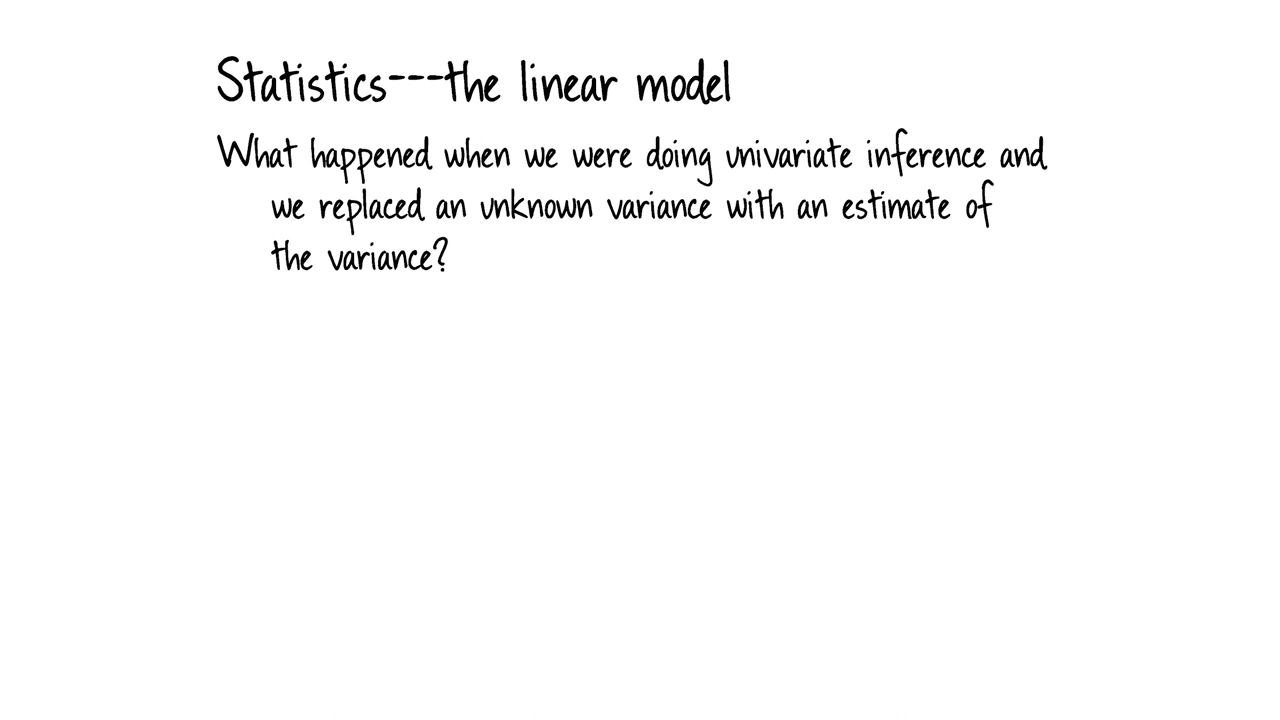 Statistics---the linear model
What happened when we were doing univariate inference and
we replaced an unknown variance with an estimate of
the variance?